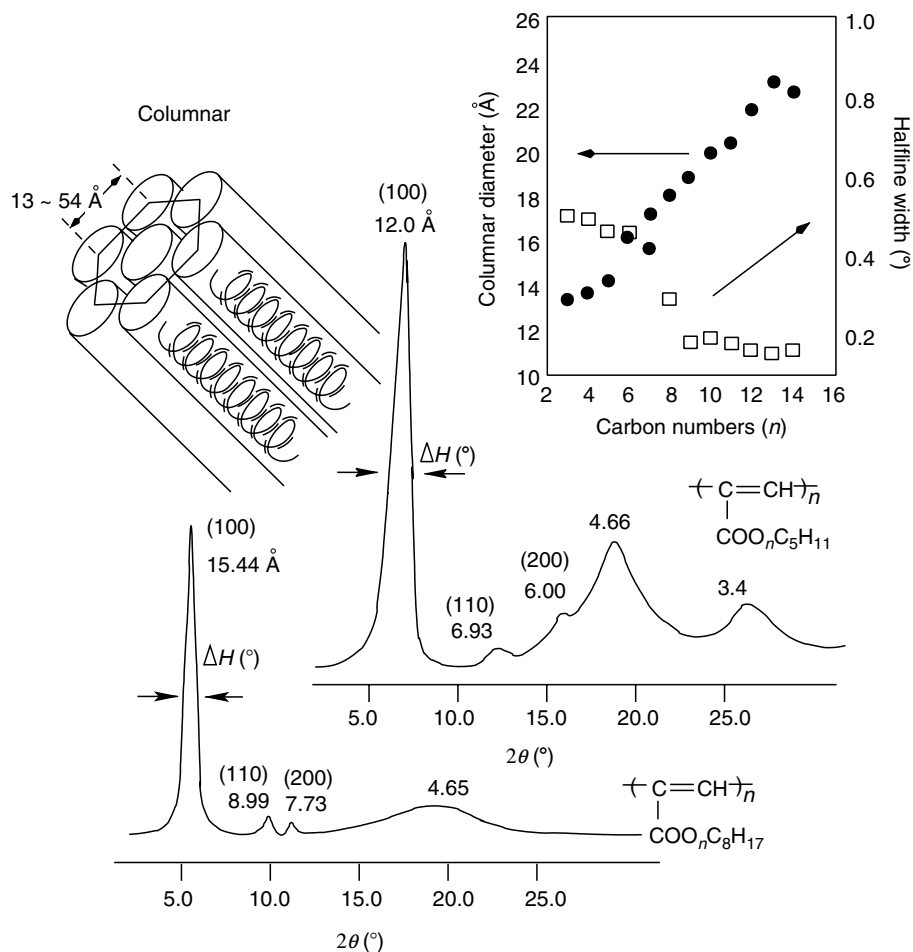 Columnar
13 ~ 54 Å
26
24
22
20
18
16
14
12
10
Columnar diameter (Å)
1.0
0.8
0.6
0.4
0.2
Halfline width (°)
2 4 6 8 10 12 14 16
Carbon numbers (n)
(100)
12.0 Å
ΔH (°)
(110)
6.93
(200)
6.00
4.66
3.4
( C=CH )n
COOnC5H11
5.0 10.0 15.0 20.0 25.0
2θ (°)
(100)
15.44 Å
ΔH (°)
(110)
8.99
(200)
7.73
4.65
( C=CH )n
COOnC8H17
5.0 10.0 15.0 20.0 25.0
2θ (°)